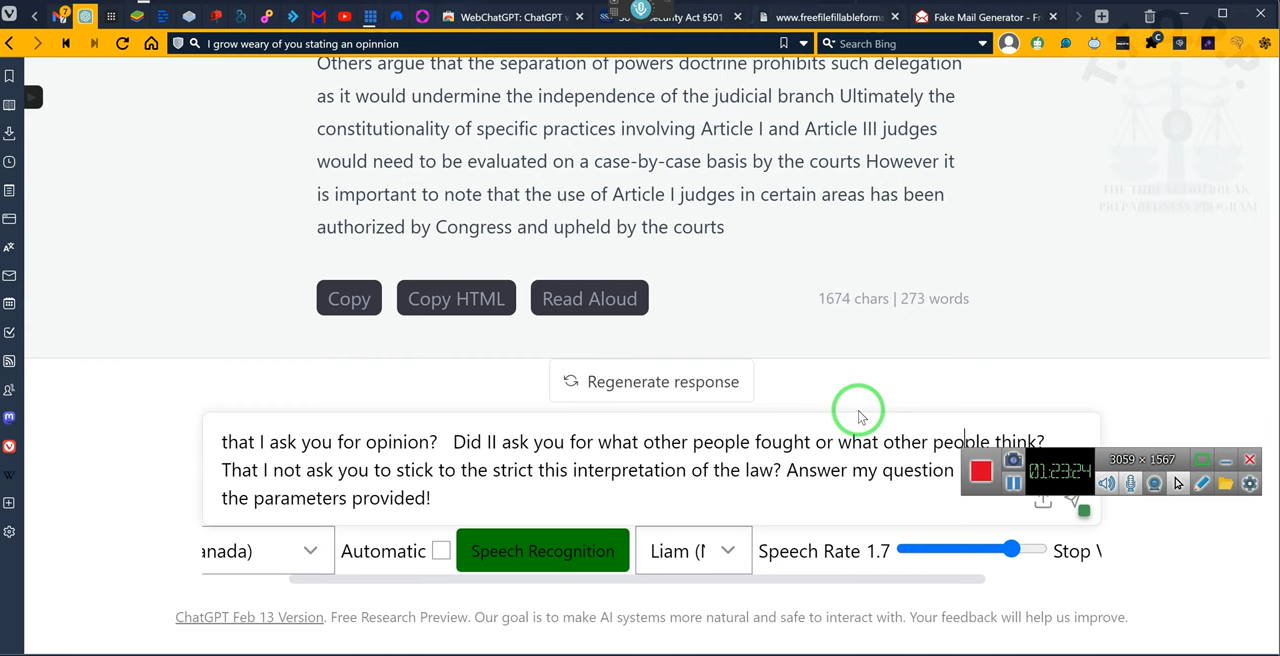 WebChatGPT: ChatGPT w
Security Act §501
www.freefilefillableforms
Fake Mail Generator - Fr
I grow weary of you stating an opinnion
Search Bing
Others argue that the separation of powers doctrine prohibits such delegation
as it would undermine the independence of the judicial branch Ultimately the
constitutionality of specific practices involving Article I and Article III judges
would need to be evaluated on a case-by-case basis by the courts However it
is important to note that the use of Article I judges in certain areas has been
authorized by Congress and upheld by the courts
THE THREAT OUTBREAK
PREPAREDNESS PROGRAM
Copy
Copy HTML
Read Aloud
1674 chars | 273 words
Regenerate response
that I ask you for opinion? Did II ask you for what other people fought or what other people think?
That I not ask you to stick to the strict this interpretation of the law? Answer my question
the parameters provided!
3059 × 1567
01:23:24
anada)
Automatic
Speech Recognition
Liam (
Speech Rate 1.7
Stop
ChatGPT Feb 13 Version. Free Research Preview. Our goal is to make AI systems more natural and safe to interact with. Your feedback will help us improve.